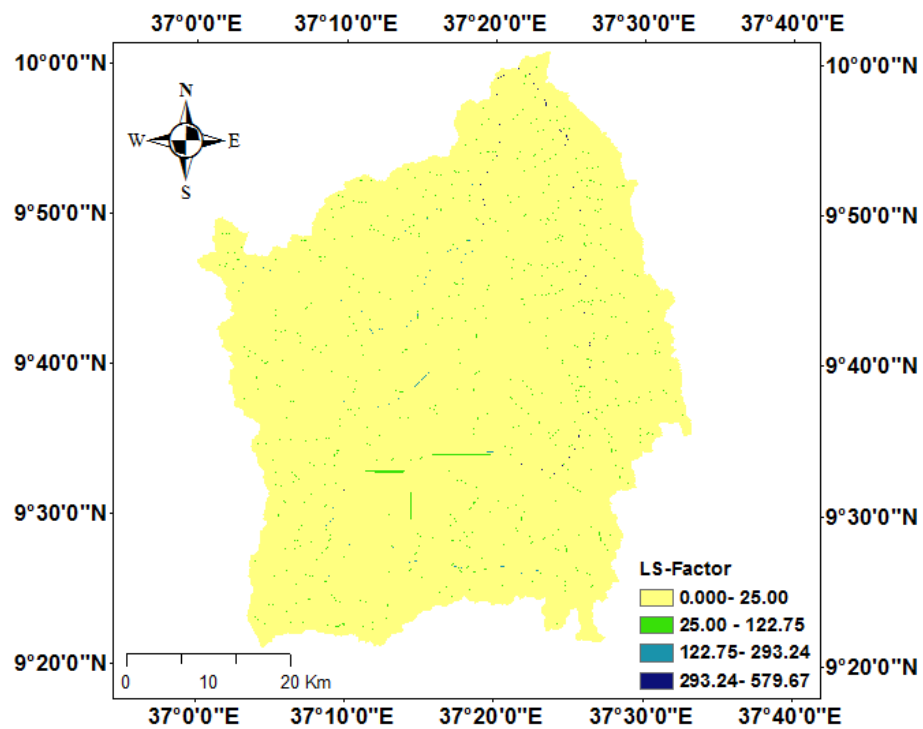 37°0'0"E 37°10'0"E 37°20'0"E 37°30'0"E 37°40'0"E
10°0'0"N 10°0'0"N
N
W E
S
9°50'0"N 9°50'0"N
9°40'0"N 9°40'0"N
9°30'0"N 9°30'0"N
LS-Factor
0.000- 25.00
25.00 - 122.75
122.75- 293.24
293.24- 579.67
9°20'0"N 9°20'0"N
0 10 20 Km
37°0'0"E 37°10'0"E 37°20'0"E 37°30'0"E 37°40'0"E